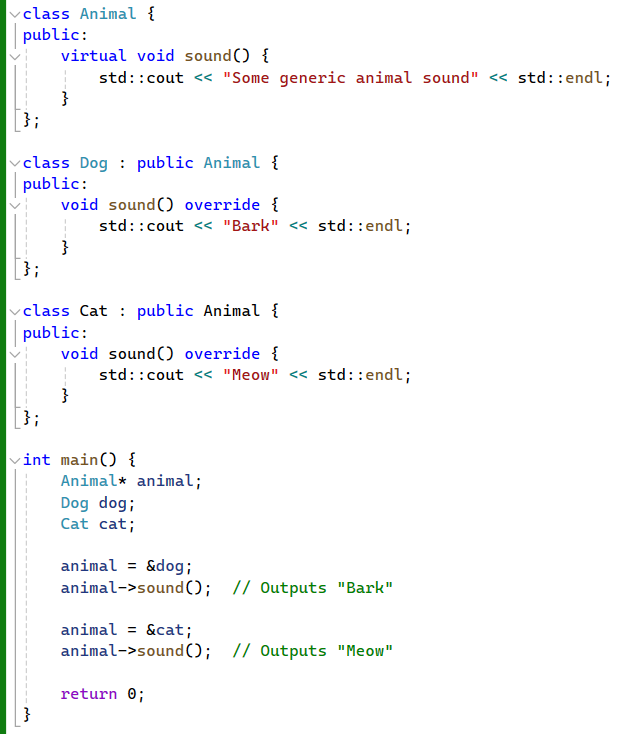 class Animal {
public:
    virtual void sound() {
        std::cout << "Some generic animal sound" << std::endl;
    }
};

class Dog : public Animal {
public:
    void sound() override {
        std::cout << "Bark" << std::endl;
    }
};

class Cat : public Animal {
public:
    void sound() override {
        std::cout << "Meow" << std::endl;
    }
};

int main() {
    Animal* animal;
    Dog dog;
    Cat cat;

    animal = &dog;
    animal->sound();  // Outputs "Bark"

    animal = &cat;
    animal->sound();  // Outputs "Meow"

    return 0;
}